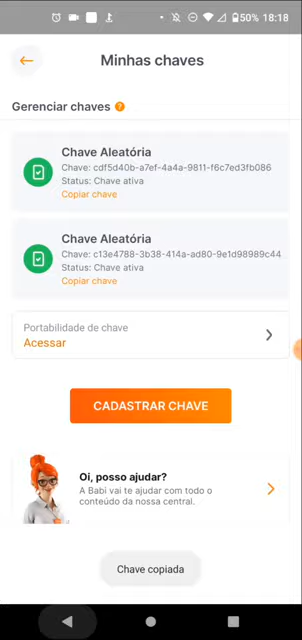 50% 18:18
Minhas chaves
Gerenciar chaves ?
Chave Aleatória
Chave: cdf5d40b-a7ef-4a4a-9811-f6c7ed3fb086
Status: Chave ativa
Copiar chave
Chave Aleatória
Chave: c13e4788-3b38-414a-ad80-9e1d98989c44
Status: Chave ativa
Copiar chave
Portabilidade de chave
Acessar
CADASTRAR CHAVE
Oi, posso ajudar?
A Babi vai te ajudar com todo o
conteúdo da nossa central.
Chave copiada